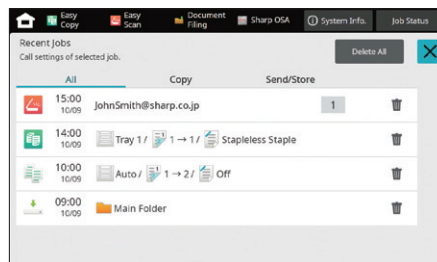 Easy Copy
Easy Scan
Document Filing
Sharp OSA
System Info.
Job Status
Recent Jobs
Call settings of selected job.
Delete All
All
Copy
Send/Store
15:00
10/09
JohnSmith@sharp.co.jp
1
14:00
10/09
Tray 1 / 1 → 1 / Stapleless Staple
10:00
10/09
Auto / 1 → 2 / Off
09:00
10/09
Main Folder